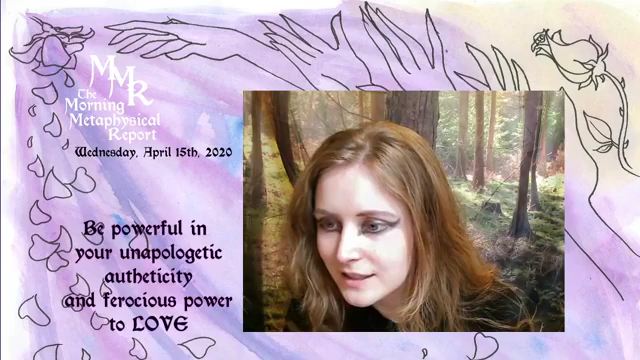 MMR
The
Morning
Metaphysical
Report
Wednesday, April 15th, 2020
Be powerful in
your unapologetic
autheticity
and ferocious power
to LOVE